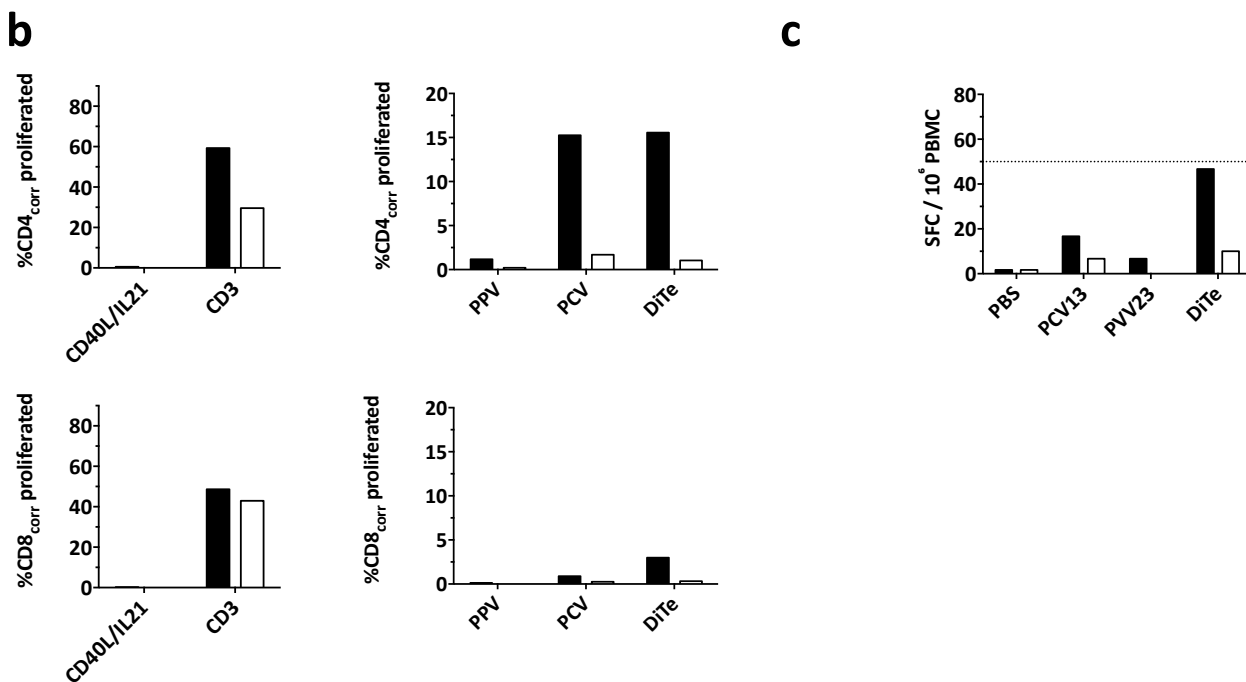 b
c
%CD4corr proliferated
80
60
40
20
0
CD40L/IL21
CD3
%CD4corr proliferated
20
15
10
5
0
PPV
PCV
DiTe
SFC / 10⁶ PBMC
80
60
40
20
0
PBS
PCV13
PVV23
DiTe
%CD8corr proliferated
80
60
40
20
0
CD40L/IL21
CD3
%CD8corr proliferated
20
15
10
5
0
PPV
PCV
DiTe